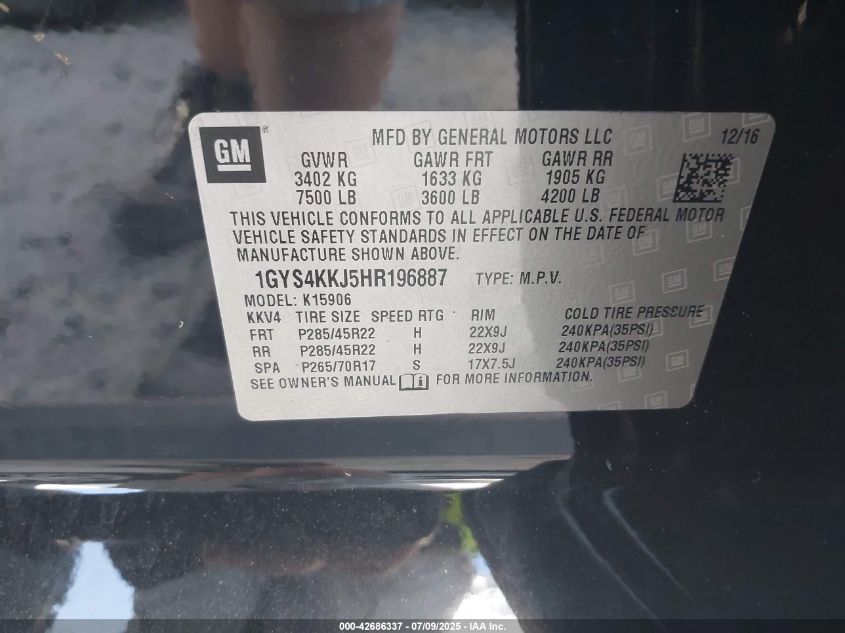 GM ® MFD BY GENERAL MOTORS LLC 12/16
GVWR GAWR FRT GAWR RR
3402 KG 1633 KG 1905 KG
7500 LB 3600 LB 4200 LB
THIS VEHICLE CONFORMS TO ALL APPLICABLE U.S. FEDERAL MOTOR
VEHICLE SAFETY STANDARDS IN EFFECT ON THE DATE OF
MANUFACTURE SHOWN ABOVE.
1GYS4KKJ5HR196887 TYPE: M.P.V.
MODEL: K15906
KKV4 TIRE SIZE SPEED RTG RIM COLD TIRE PRESSURE
FRT P285/45R22 H 22X9J 240KPA(35PSI)
RR P285/45R22 H 22X9J 240KPA(35PSI)
SPA P265/70R17 S 17X7.5J 240KPA(35PSI)
SEE OWNER'S MANUAL FOR MORE INFORMATION.
000-42686337 - 07/09/2025 - IAA Inc.